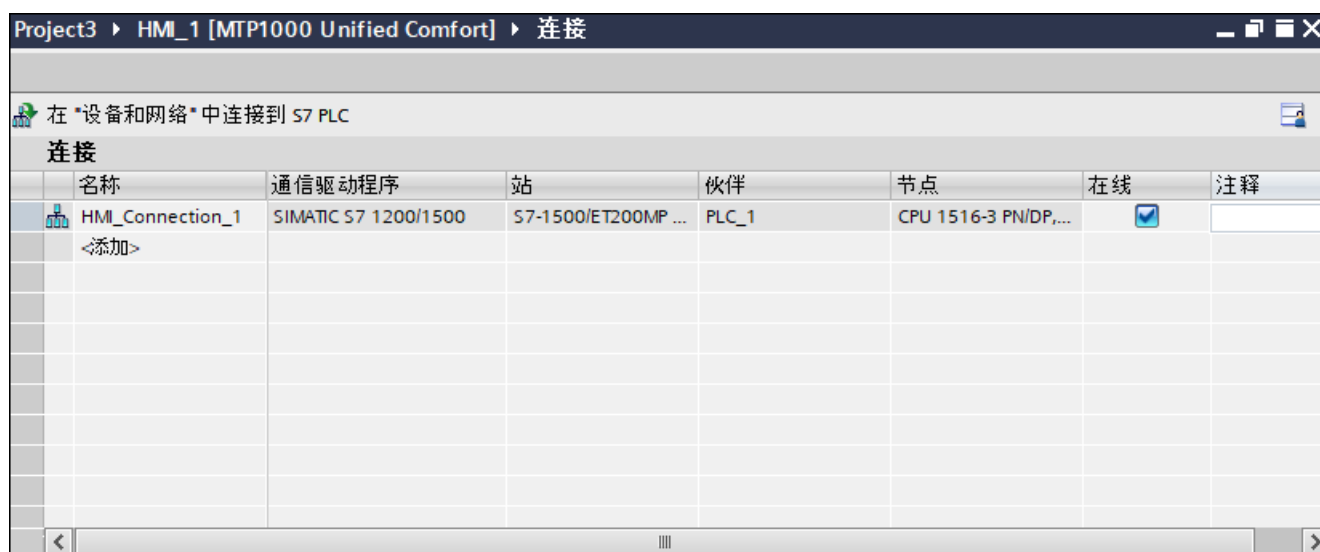 Project3 ▸ HMI_1 [MTP1000 Unified Comfort] ▸ 连接
在 "设备和网络" 中连接到 S7 PLC
连接
名称 通信驱动程序 站 伙伴 节点 在线 注释
HMI_Connection_1 SIMATIC S7 1200/1500 S7-1500/ET200MP ... PLC_1 CPU 1516-3 PN/DP,...
<添加>